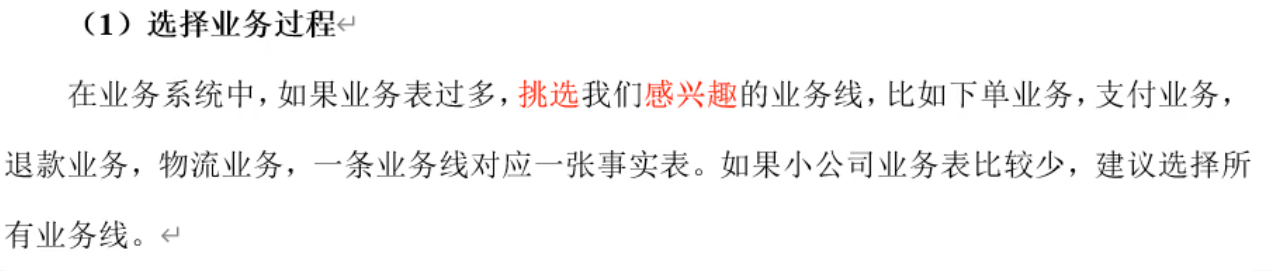 （1）选择业务过程↵
在业务系统中，如果业务表过多，挑选我们感兴趣的业务线，比如下单业务，支付业务，
退款业务，物流业务，一条业务线对应一张事实表。如果小公司业务表比较少，建议选择所
有业务线。↵